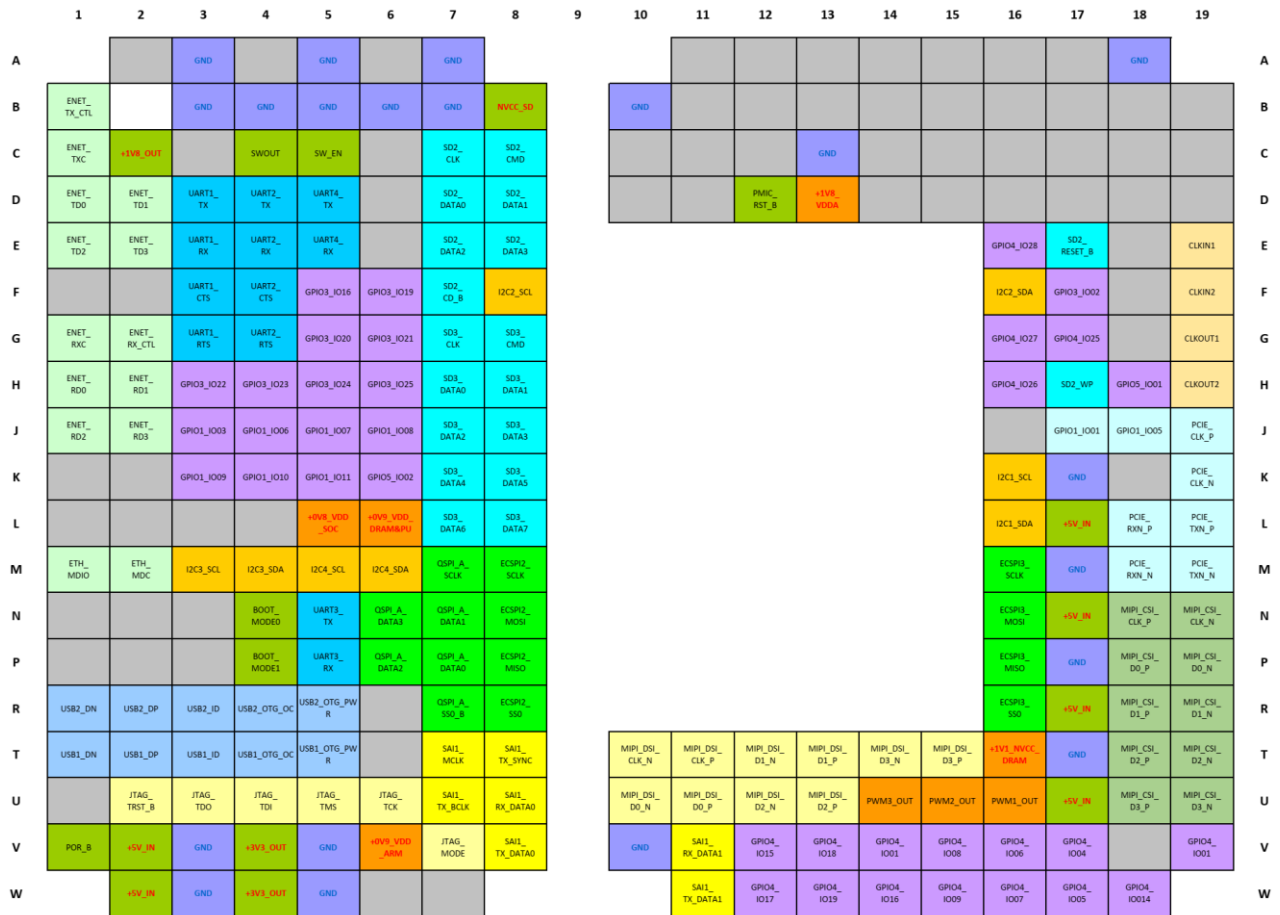 1 2 3 4 5 6 7 8 9 10 11 12 13 14 15 16 17 18 19
A GND GND GND GND A
B ENET_TX_CTL GND GND GND GND GND NVCC_SD GND B
C ENET_TXC +1V8_OUT SWOUT SW_EN SD2_CLK SD2_CMD GND C
D ENET_TD0 ENET_TD1 UART1_TX UART2_TX UART4_TX SD2_DATA0 SD2_DATA1 PMIC_RST_B +1V8_VDDA D
E ENET_TD2 ENET_TD3 UART1_RX UART2_RX UART4_RX SD2_DATA2 SD2_DATA3 GPIO4_IO28 SD2_RESET_B CLKIN1 E
F UART1_CTS UART2_CTS GPIO3_IO16 GPIO3_IO19 SD2_CD_B I2C2_SCL I2C2_SDA GPIO3_IO02 CLKIN2 F
G ENET_RXC ENET_RX_CTL UART1_RTS UART2_RTS GPIO3_IO20 GPIO3_IO21 SD3_CLK SD3_CMD GPIO4_IO27 GPIO4_IO25 CLKOUT1 G
H ENET_RD0 ENET_RD1 GPIO3_IO22 GPIO3_IO23 GPIO3_IO24 GPIO3_IO25 SD3_DATA0 SD3_DATA1 GPIO4_IO26 SD2_WP GPIO5_IO01 CLKOUT2 H
J ENET_RD2 ENET_RD3 GPIO1_IO03 GPIO1_IO06 GPIO1_IO07 GPIO1_IO08 SD3_DATA2 SD3_DATA3 GPIO1_IO01 GPIO1_IO05 PCIE_CLK_P J
K GPIO1_IO09 GPIO1_IO10 GPIO1_IO11 GPIO5_IO02 SD3_DATA4 SD3_DATA5 I2C1_SCL GND PCIE_CLK_N K
L +0V8_VDD_SOC +0V9_VDD_DRAM&PU SD3_DATA6 SD3_DATA7 I2C1_SDA +5V_IN PCIE_RXN_P PCIE_TXN_P L
M ETH_MDIO ETH_MDC I2C3_SCL I2C3_SDA I2C4_SCL I2C4_SDA QSPI_A_SCLK ECSPI2_SCLK ECSPI3_SCLK GND PCIE_RXN_N PCIE_TXN_N M
N BOOT_MODE0 UART3_TX QSPI_A_DATA3 QSPI_A_DATA1 ECSPI2_MOSI ECSPI3_MOSI +5V_IN MIPI_CSI_CLK_P MIPI_CSI_CLK_N N
P BOOT_MODE1 UART3_RX QSPI_A_DATA2 QSPI_A_DATA0 ECSPI2_MISO ECSPI3_MISO GND MIPI_CSI_D0_P MIPI_CSI_D0_N P
R USB2_DN USB2_DP USB2_ID USB2_OTG_OC USB2_OTG_PWR QSPI_A_SS0_B ECSPI2_SS0 ECSPI3_SS0 +5V_IN MIPI_CSI_D1_P MIPI_CSI_D1_N R
T USB1_DN USB1_DP USB1_ID USB1_OTG_OC USB1_OTG_PWR SAI1_MCLK SAI1_TX_SYNC MIPI_DSI_CLK_N MIPI_DSI_CLK_P MIPI_DSI_D1_N MIPI_DSI_D1_P MIPI_DSI_D3_N MIPI_DSI_D3_P +1V1_NVCC_DRAM GND MIPI_CSI_D2_P MIPI_CSI_D2_N T
U JTAG_TRST_B JTAG_TDO JTAG_TDI JTAG_TMS JTAG_TCK SAI1_TX_BCLK SAI1_RX_DATA0 MIPI_DSI_D0_N MIPI_DSI_D0_P MIPI_DSI_D2_N MIPI_DSI_D2_P PWM3_OUT PWM2_OUT PWM1_OUT +5V_IN MIPI_CSI_D3_P MIPI_CSI_D3_N U
V POR_B +5V_IN GND +3V3_OUT GND +0V9_VDD_ARM JTAG_MODE SAI1_TX_DATA0 GND SAI1_RX_DATA1 GPIO4_IO15 GPIO4_IO18 GPIO4_IO01 GPIO4_IO08 GPIO4_IO06 GPIO4_IO04 GPIO4_IO01 V
W +5V_IN GND +3V3_OUT GND SAI1_TX_DATA1 GPIO4_IO17 GPIO4_IO19 GPIO4_IO16 GPIO4_IO09 GPIO4_IO07 GPIO4_IO05 GPIO4_IO014 W